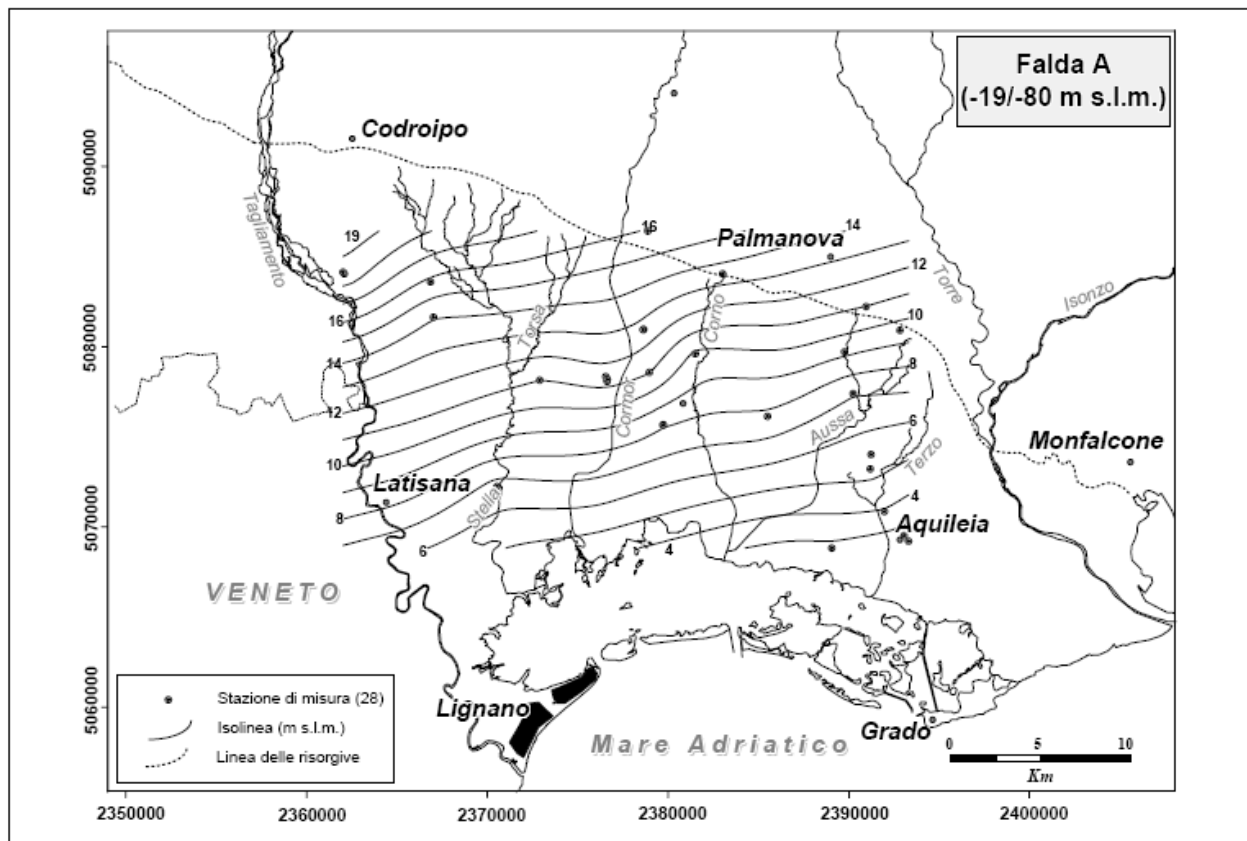 Falda A
(-19/-80 m s.l.m.)
Codroipo
5090000
Tagliamento
19
16
14
Palmanova
12
Torre
Isonzo
16
Torsa
Corno
10
5080000
14
8
Cormor
12
Aussa
6
Terzo
Monfalcone
10
Latisana
Stella
4
8
Aquileia
5070000
6
4
VENETO
5060000
Stazione di misura (28)
Isolinea (m s.l.m.)
Linea delle risorgive
Lignano
Mare Adriatico
Grado
0 5 10
Km
2350000 2360000 2370000 2380000 2390000 2400000